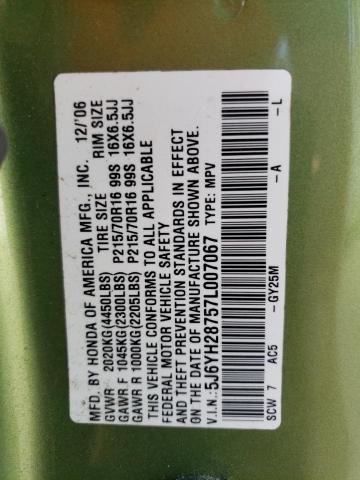 MFD. BY HONDA OF AMERICA MFG., INC. 12/'06
GVWR 2020KG(4450LBS) TIRE SIZE RIM SIZE
GAWR F 1045KG(2300LBS) P215/70R16 99S 16X6.5JJ
GAWR R 1000KG(2205LBS) P215/70R16 99S 16X6.5JJ
THIS VEHICLE CONFORMS TO ALL APPLICABLE
FEDERAL MOTOR VEHICLE SAFETY
AND THEFT PREVENTION STANDARDS IN EFFECT
ON THE DATE OF MANUFACTURE SHOWN ABOVE.
V.I.N.:5J6YH28757L007067 TYPE: MPV
SCW 7 AC5 -GY25M -A -L